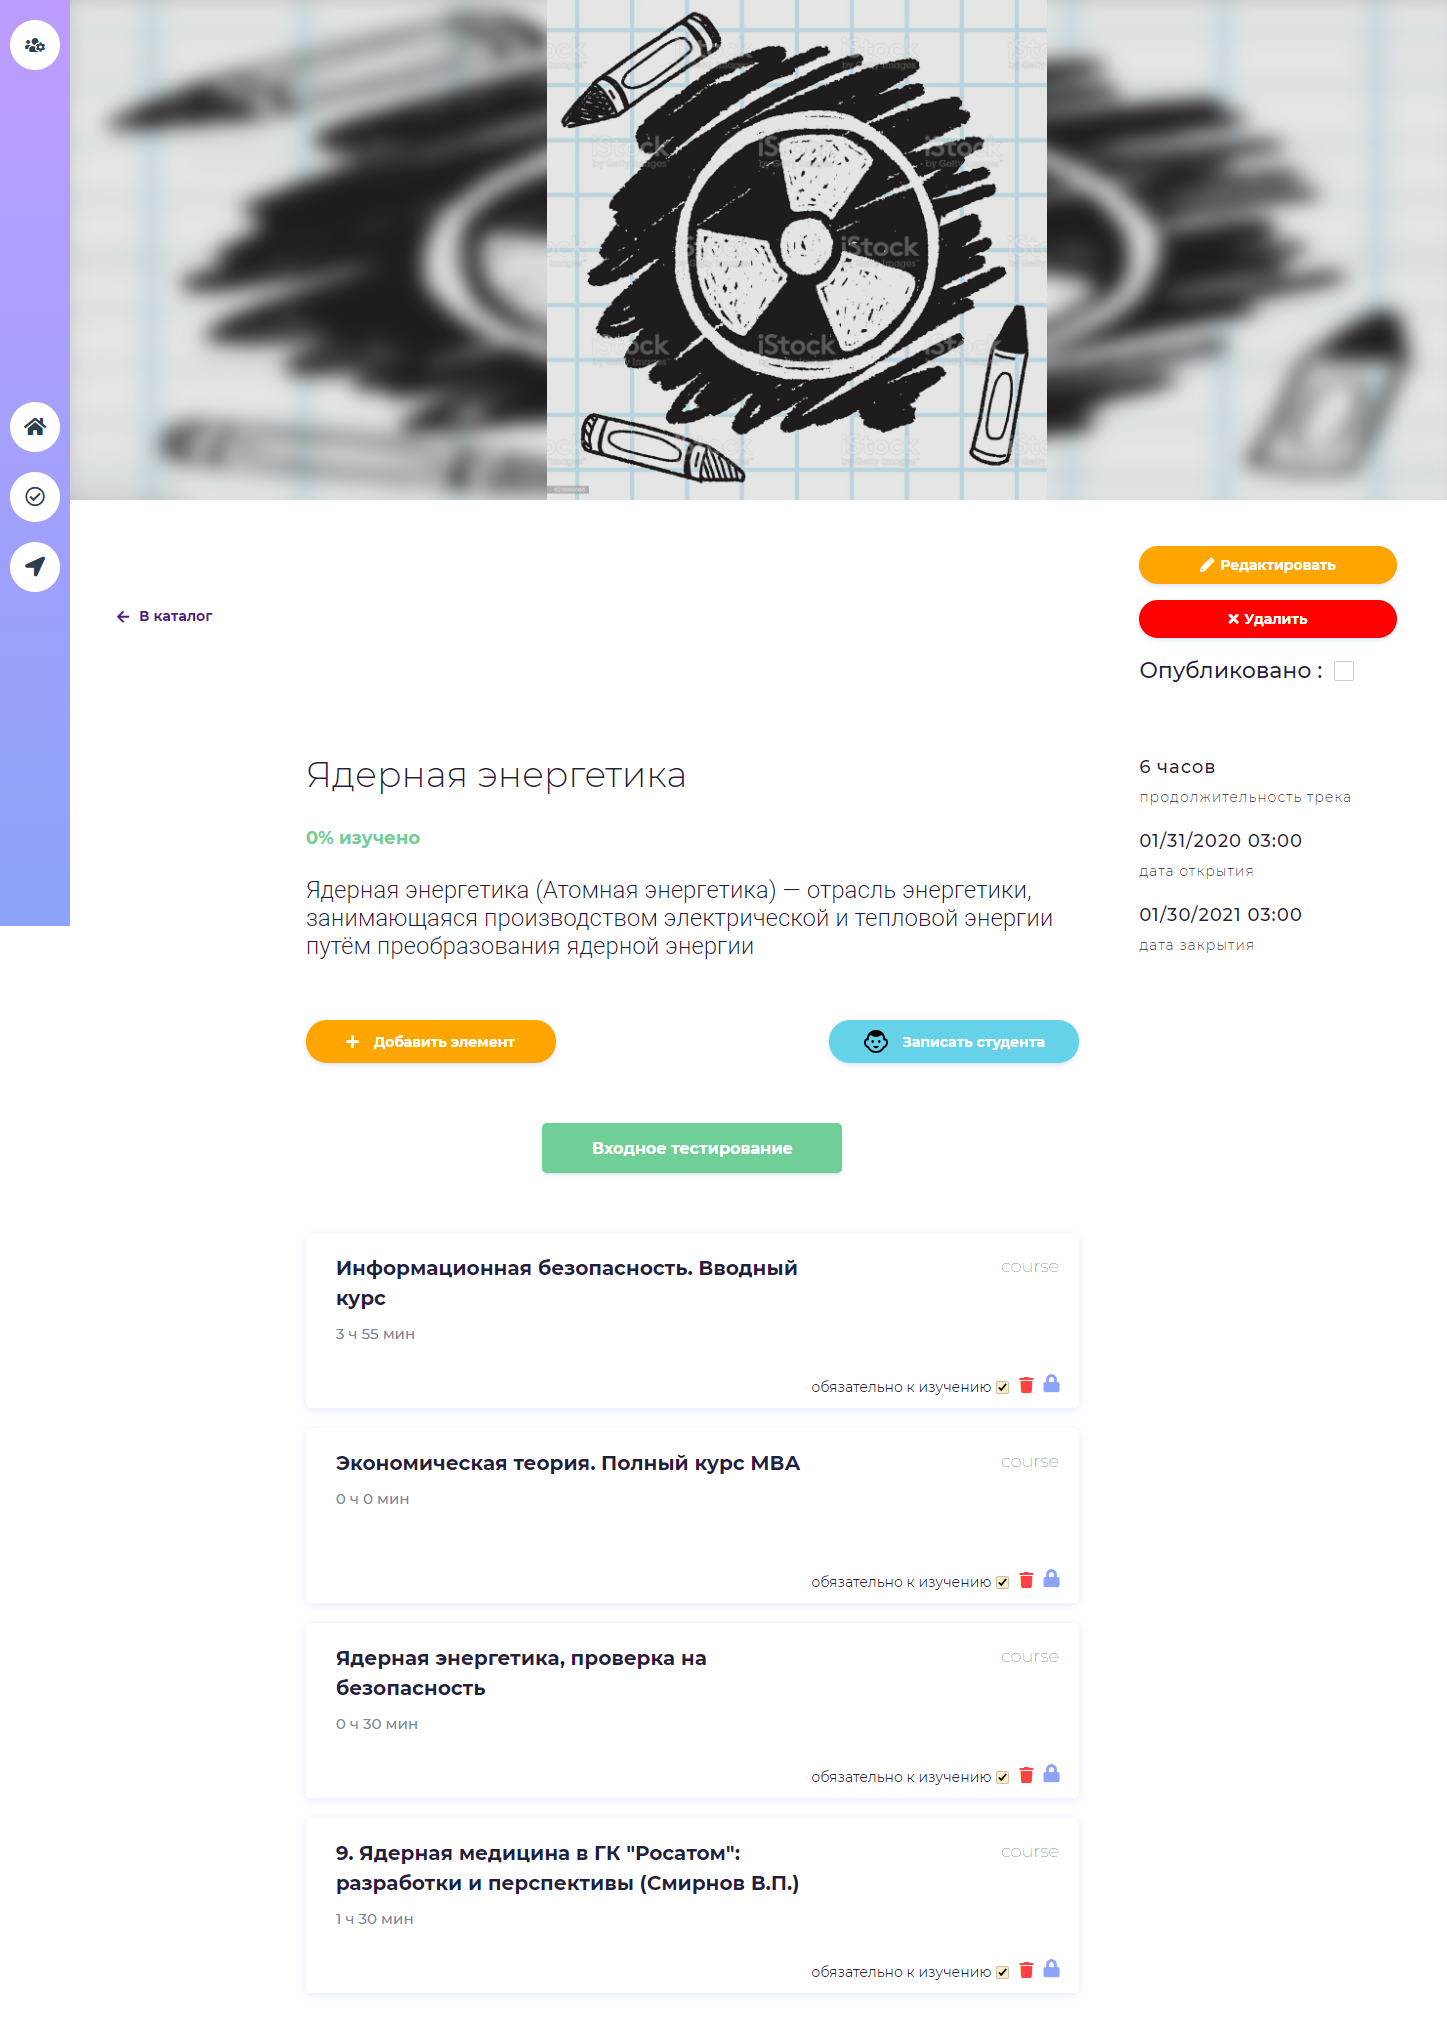 iStock
by Getty Images
В каталог
Редактировать
Удалить
Опубликовано :
Ядерная энергетика
0% изучено
Ядерная энергетика (Атомная энергетика) — отрасль энергетики,
занимающаяся производством электрической и тепловой энергии
путём преобразования ядерной энергии
6 часов
продолжительность трека
01/31/2020 03:00
дата открытия
01/30/2021 03:00
дата закрытия
Добавить элемент
Записать студента
Входное тестирование
Информационная безопасность. Вводный
курс
course
3 ч 55 мин
обязательно к изучению
Экономическая теория. Полный курс MBA
course
0 ч 0 мин
обязательно к изучению
Ядерная энергетика, проверка на
безопасность
course
0 ч 30 мин
обязательно к изучению
9. Ядерная медицина в ГК "Росатом":
разработки и перспективы (Смирнов В.П.)
course
1 ч 30 мин
обязательно к изучению